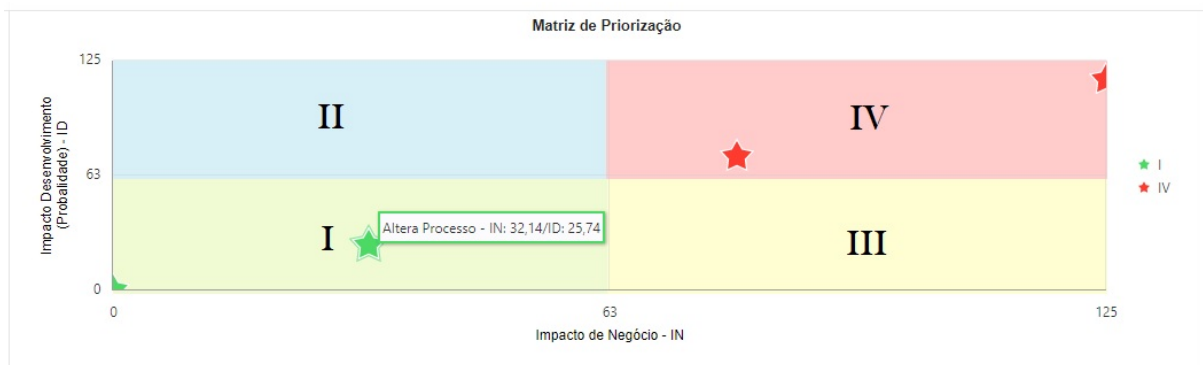 Matriz de Priorização
125
II
IV
Impacto Desenvolvimento
(Probalidade) - ID
63
I
IV
Altera Processo - IN: 32,14/ID: 25,74
I
III
0
0
63
125
Impacto de Negócio - IN